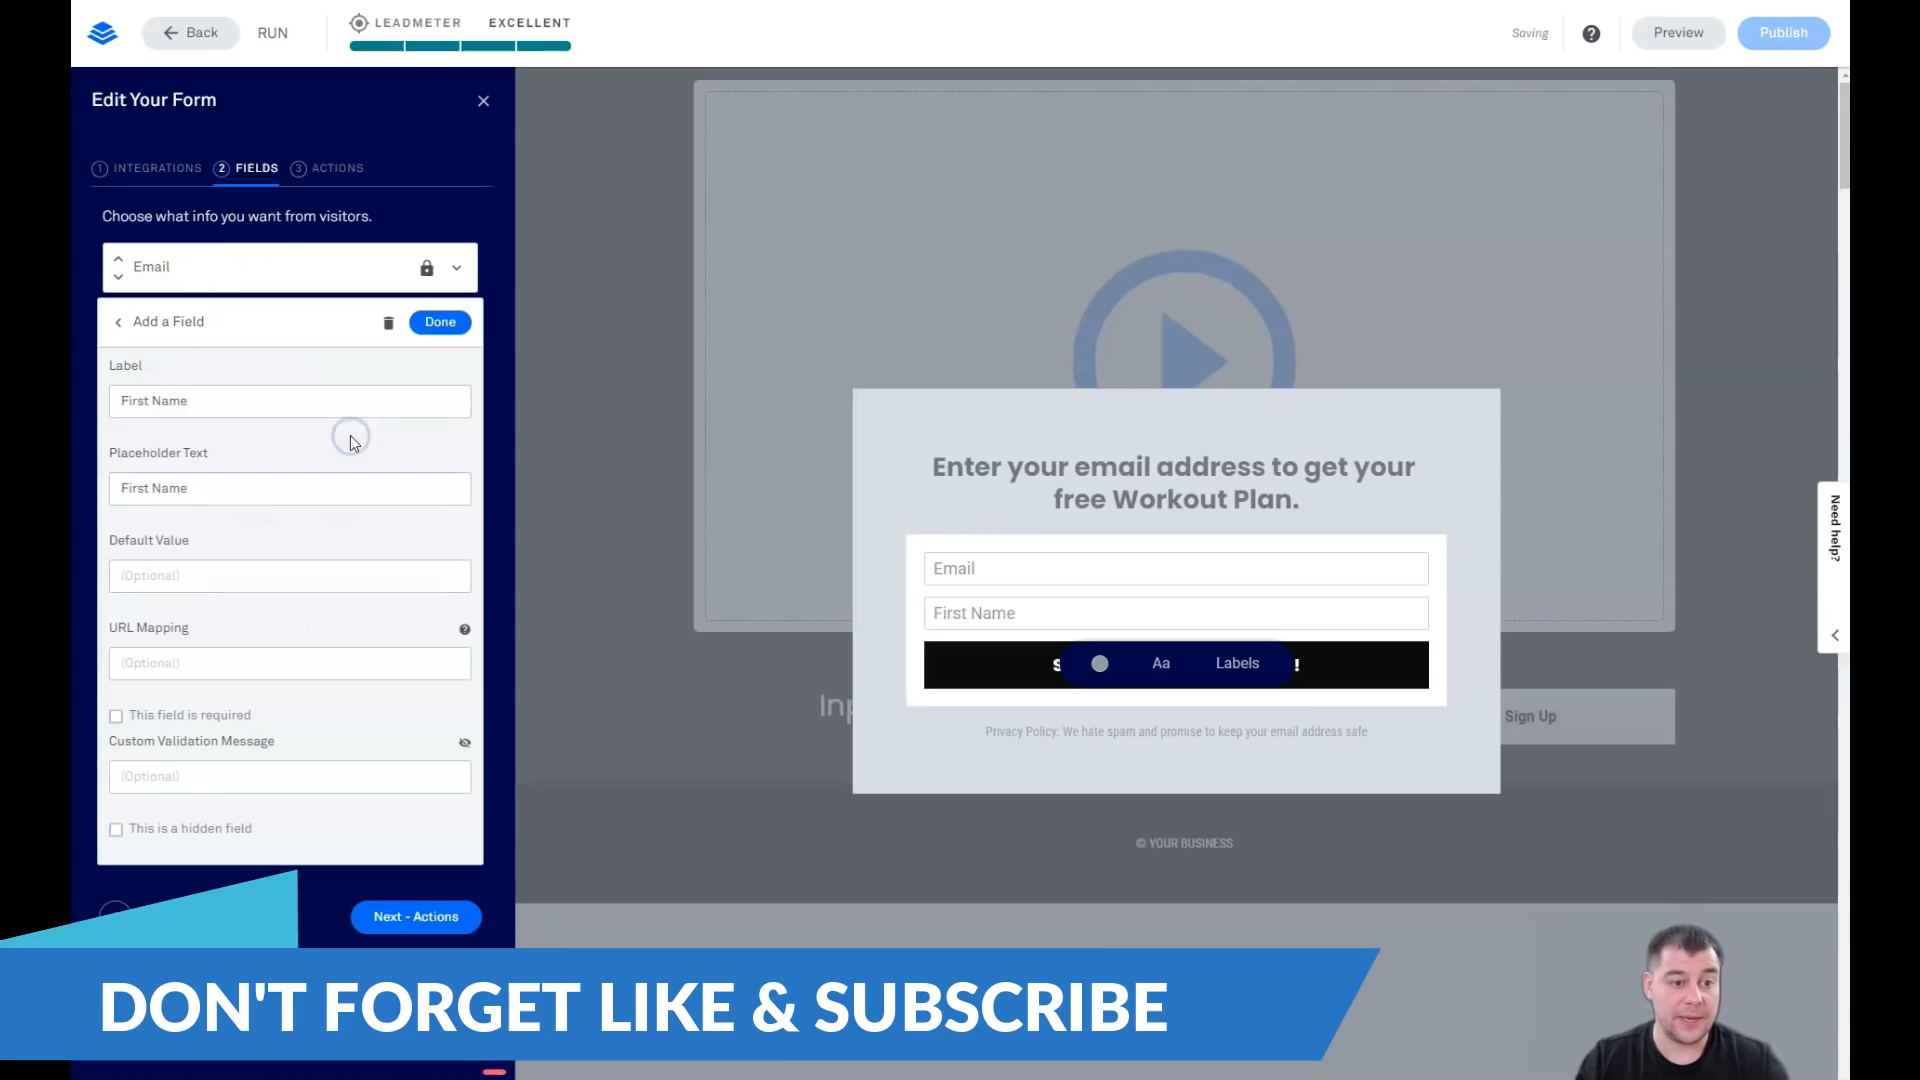 Back
RUN
LEADMETER EXCELLENT
Saving
Preview
Publish
Edit Your Form
1 INTEGRATIONS 2 FIELDS 3 ACTIONS
Choose what info you want from visitors.
Email
Add a Field
Done
Label
First Name
Placeholder Text
First Name
Default Value
(Optional)
URL Mapping
(Optional)
This field is required
Custom Validation Message
(Optional)
This is a hidden field
Next - Actions
Enter your email address to get your
free Workout Plan.
Email
First Name
Aa Labels !
Privacy Policy: We hate spam and promise to keep your email address safe
Sign Up
© YOUR BUSINESS
Need help?
DON'T FORGET LIKE & SUBSCRIBE